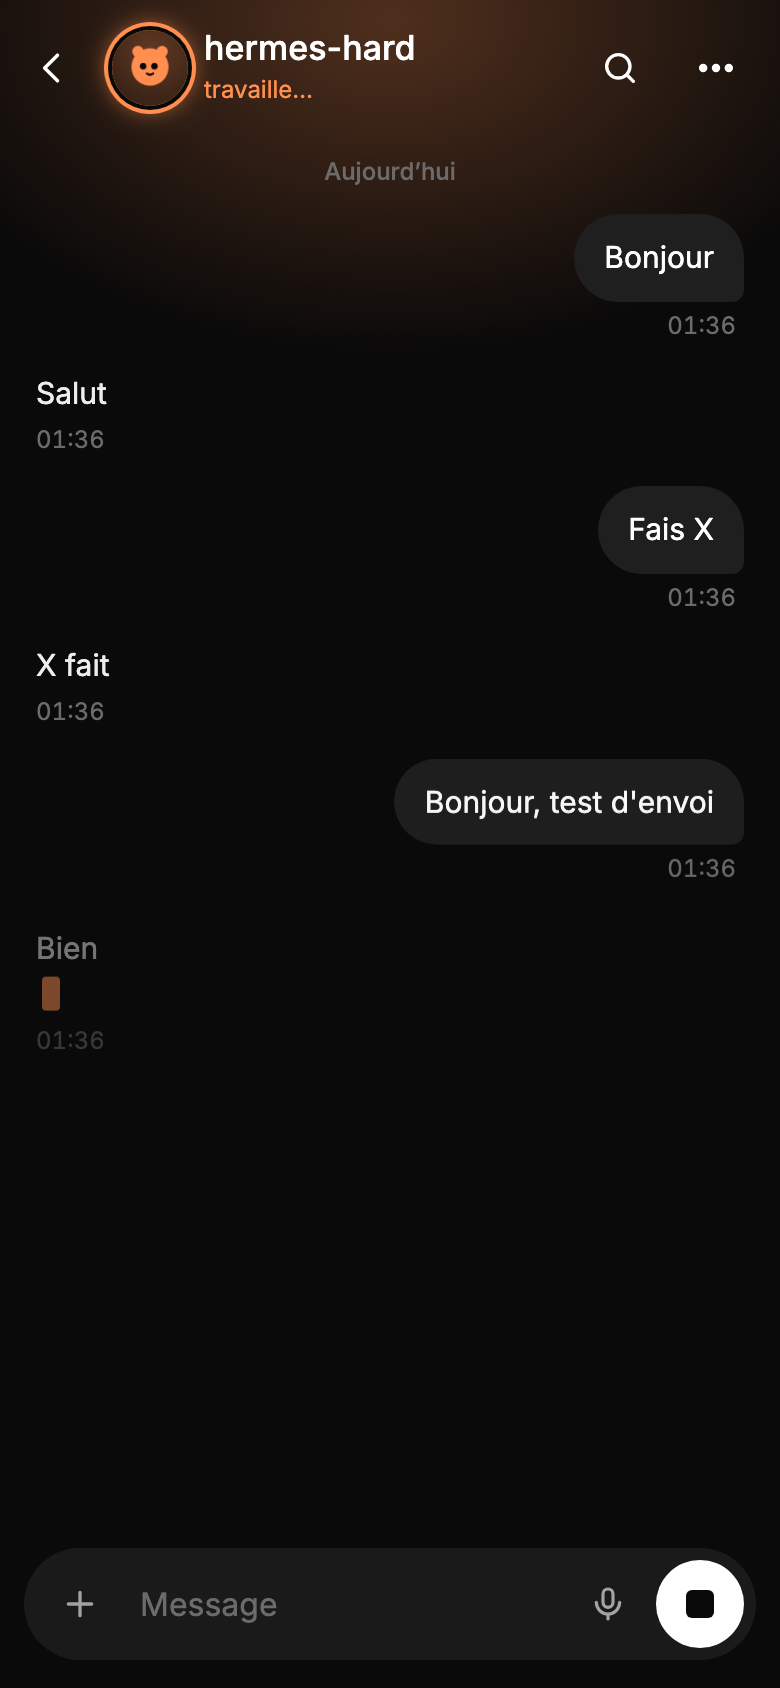 hermes-hard
travaille...
Aujourd’hui
Bonjour
01:36
Salut
01:36
Fais X
01:36
X fait
01:36
Bonjour, test d'envoi
01:36
Bien
01:36
Message